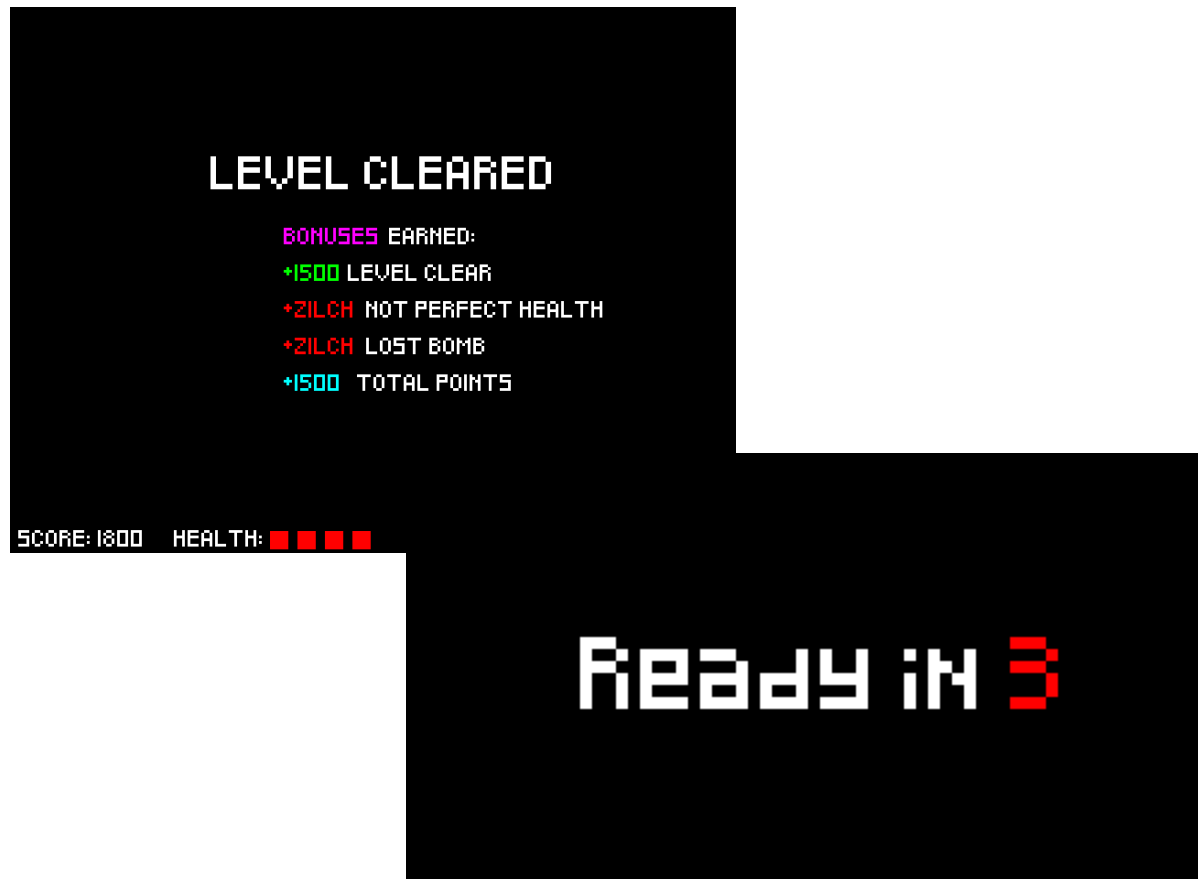 LEVEL CLEARED
BONUSES EARNED:
+1500 LEVEL CLEAR
+ZILCH NOT PERFECT HEALTH
+ZILCH LOST BOMB
+1500 TOTAL POINTS
SCORE: 1800 HEALTH:
Ready iN 3